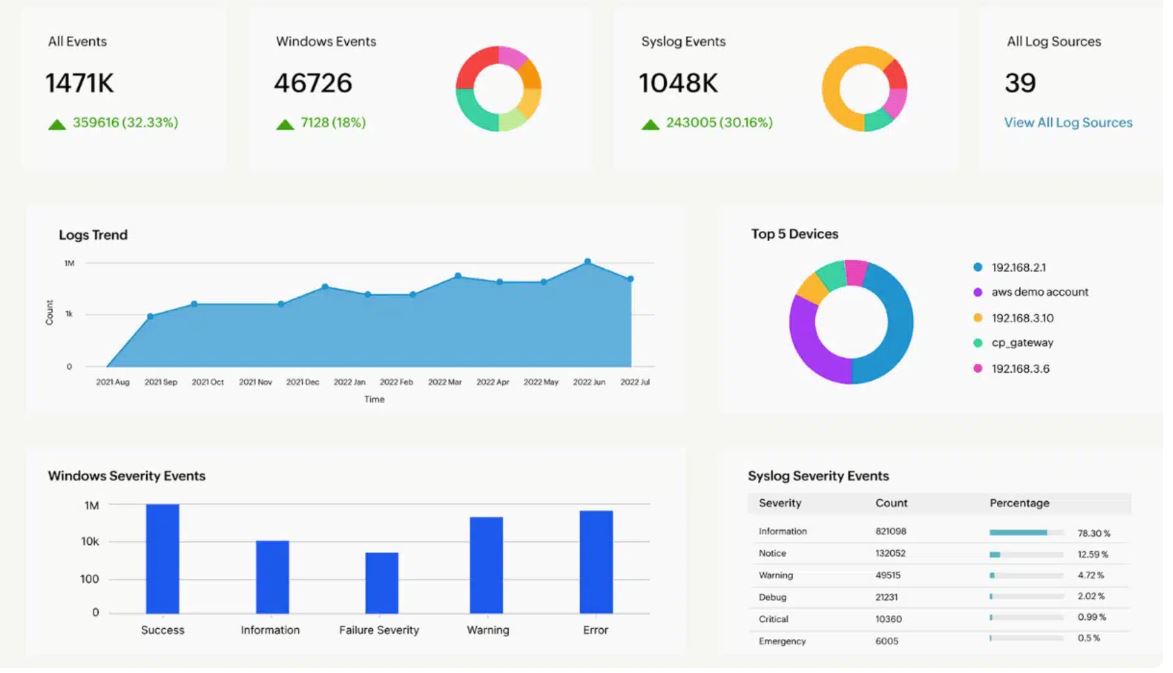 All Events
1471K
359616 (32.33%)
Windows Events
46726
7128 (18%)
Syslog Events
1048K
243005 (30.16%)
All Log Sources
39
View All Log Sources
Logs Trend
1M
1k
0
Count
2021 Aug 2021 Sep 2021 Oct 2021 Nov 2021 Dec 2022 Jan 2022 Feb 2022 Mar 2022 Apr 2022 May 2022 Jun 2022 Jul
Time
Top 5 Devices
192.168.2.1
aws demo account
192.168.3.10
cp_gateway
192.168.3.6
Windows Severity Events
1M
10k
100
0
Success Information Failure Severity Warning Error
Syslog Severity Events
Severity Count Percentage
Information 821098 78.30 %
Notice 132052 12.59 %
Warning 49515 4.72 %
Debug 21231 2.02 %
Critical 10360 0.99 %
Emergency 6005 0.5 %